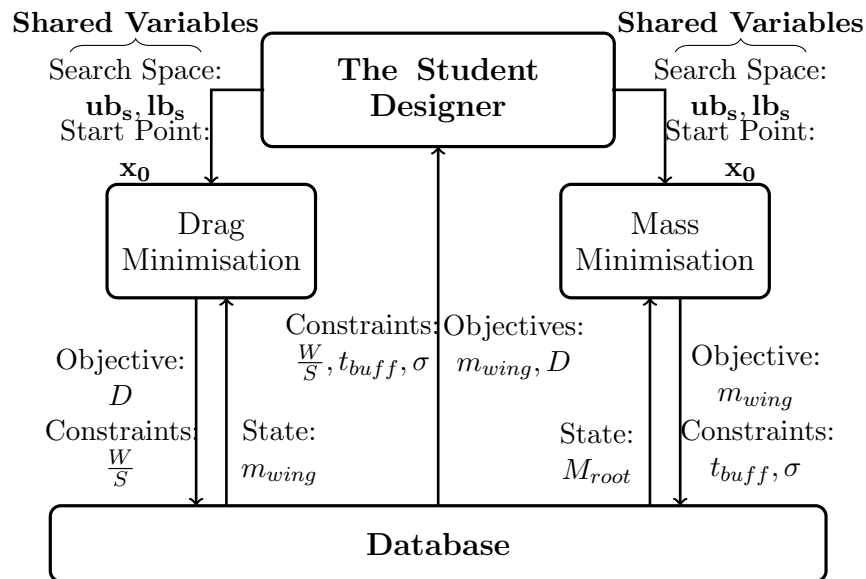 Shared Variables
Search Space:
ub_s, lb_s
Start Point:
x_0
The Student
Designer
Shared Variables
Search Space:
ub_s, lb_s
Start Point:
x_0
Drag
Minimisation
Mass
Minimisation
Objective:
D
Constraints:
W/S
State:
m_wing
Constraints:
W/S, t_buff, σ
Objectives:
m_wing, D
State:
M_root
Objective:
m_wing
Constraints:
t_buff, σ
Database